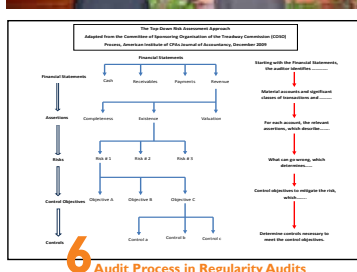 The Top Down Risk Assessment Approach
Adapted from the Committee of Sponsoring Organisation of the Treadway Commission (COSO)
Process, American Institute of CPAs Journal of Accountancy, December 2009
Financial Statements
Starting with the Financial Statements,
the auditor identifies ...........
Financial Statements
Cash
Receivables
Payments
Revenue
Material accounts and significant
classes of transactions and .......
Assertions
Completeness
Existence
Valuation
For each account, the relevant
assertions, which describe.......
Risks
Risk # 1
Risk # 2
Risk # 3
What can go wrong, which
determines.....
Control Objectives
Objective A
Objective B
Objective C
Control objectives to mitigate the risk,
which.......
Controls
Control a
Control b
Control c
Determine controls necessary to
meet the control objectives.
6 Audit Process in Regularity Audits